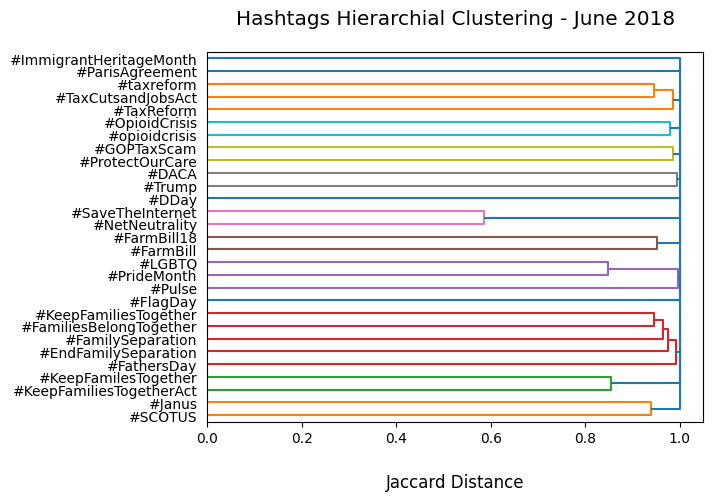 Hashtags Hierarchial Clustering - June 2018
#ImmigrantHeritageMonth
#ParisAgreement
#taxreform
#TaxCutsandJobsAct
#TaxReform
#OpioidCrisis
#opioidcrisis
#GOPTaxScam
#ProtectOurCare
#DACA
#Trump
#DDay
#SaveTheInternet
#NetNeutrality
#FarmBill18
#FarmBill
#LGBTQ
#PrideMonth
#Pulse
#FlagDay
#KeepFamiliesTogether
#FamiliesBelongTogether
#FamilySeparation
#EndFamilySeparation
#FathersDay
#KeepFamilesTogether
#KeepFamiliesTogetherAct
#Janus
#SCOTUS
0.0 0.2 0.4 0.6 0.8 1.0
Jaccard Distance